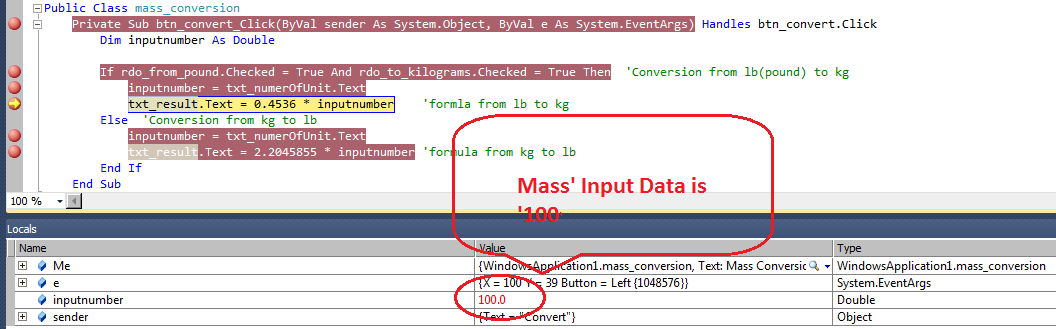 Public Class mass_conversion
Private Sub btn_convert_Click(ByVal sender As System.Object, ByVal e As System.EventArgs) Handles btn_convert.Click
Dim inputnumber As Double
If rdo_from_pound.Checked = True And rdo_to_kilograms.Checked = True Then 'Conversion from lb(pound) to kg
inputnumber = txt_numerOfUnit.Text
txt_result.Text = 0.4536 * inputnumber 'formla from lb to kg
Else 'Conversion from kg to lb
inputnumber = txt_numerOfUnit.Text
txt_result.Text = 2.2045855 * inputnumber 'formula from kg to lb
End If
End Sub
Mass' Input Data is
'100
100 %
Locals
Name Value Type
Me {WindowsApplication1.mass_conversion, Text: Mass Conversic WindowsApplication1.mass_conversion
e {X = 100 Y = 39 Button = Left {1048576}} System.EventArgs
inputnumber 100.0 Double
sender {Text = "Convert"} Object